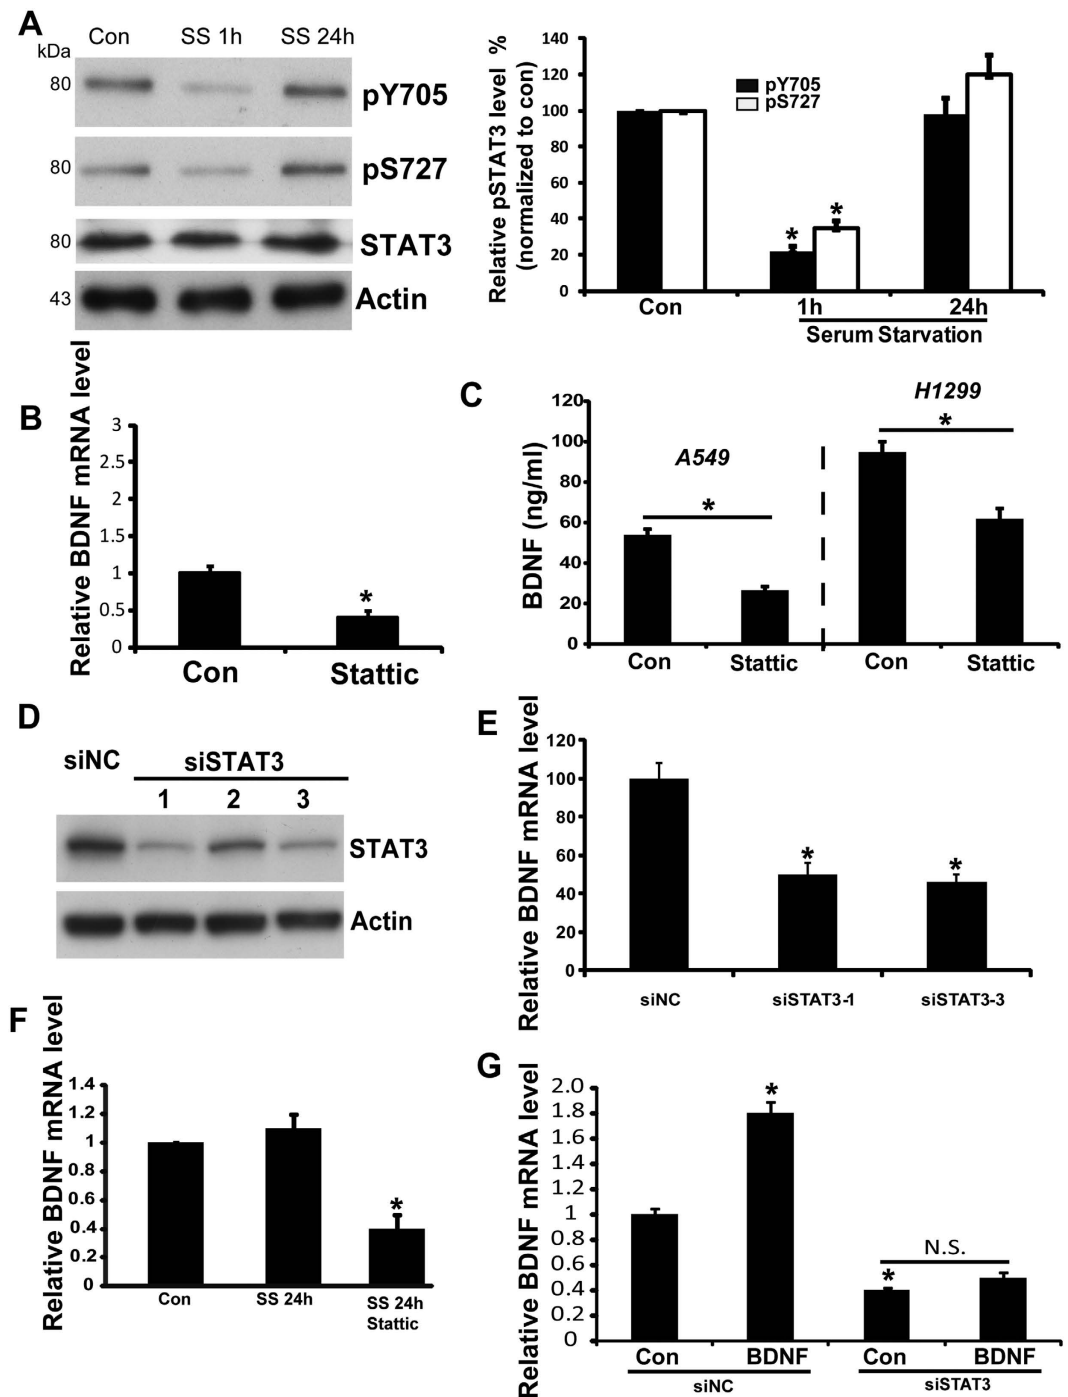 A
Con SS 1h SS 24h
kDa
80 pY705
80 pS727
80 STAT3
43 Actin
Relative pSTAT3 level %
(normalized to con)
140
120
100
80
60
40
20
0
pY705
pS727
* *
Con 1h 24h
Serum Starvation
B
Relative BDNF mRNA level
3
2.5
2
1.5
1
0.5
0
*
Con Stattic
C
BDNF (ng/ml)
120
100
80
60
40
20
0
A549
*
H1299
*
Con Stattic Con Stattic
D
siNC siSTAT3
1 2 3
STAT3
Actin
E
Relative BDNF mRNA level
120
100
80
60
40
20
0
* *
siNC siSTAT3-1 siSTAT3-3
F
Relative BDNF mRNA level
1.4
1.2
1
0.8
0.6
0.4
0.2
0
*
Con SS 24h SS 24h
Stattic
G
Relative BDNF mRNA level
2.0
1.8
1.6
1.4
1.2
1
0.8
0.6
0.4
0.2
0
*
N.S.
*
Con BDNF Con BDNF
siNC siSTAT3